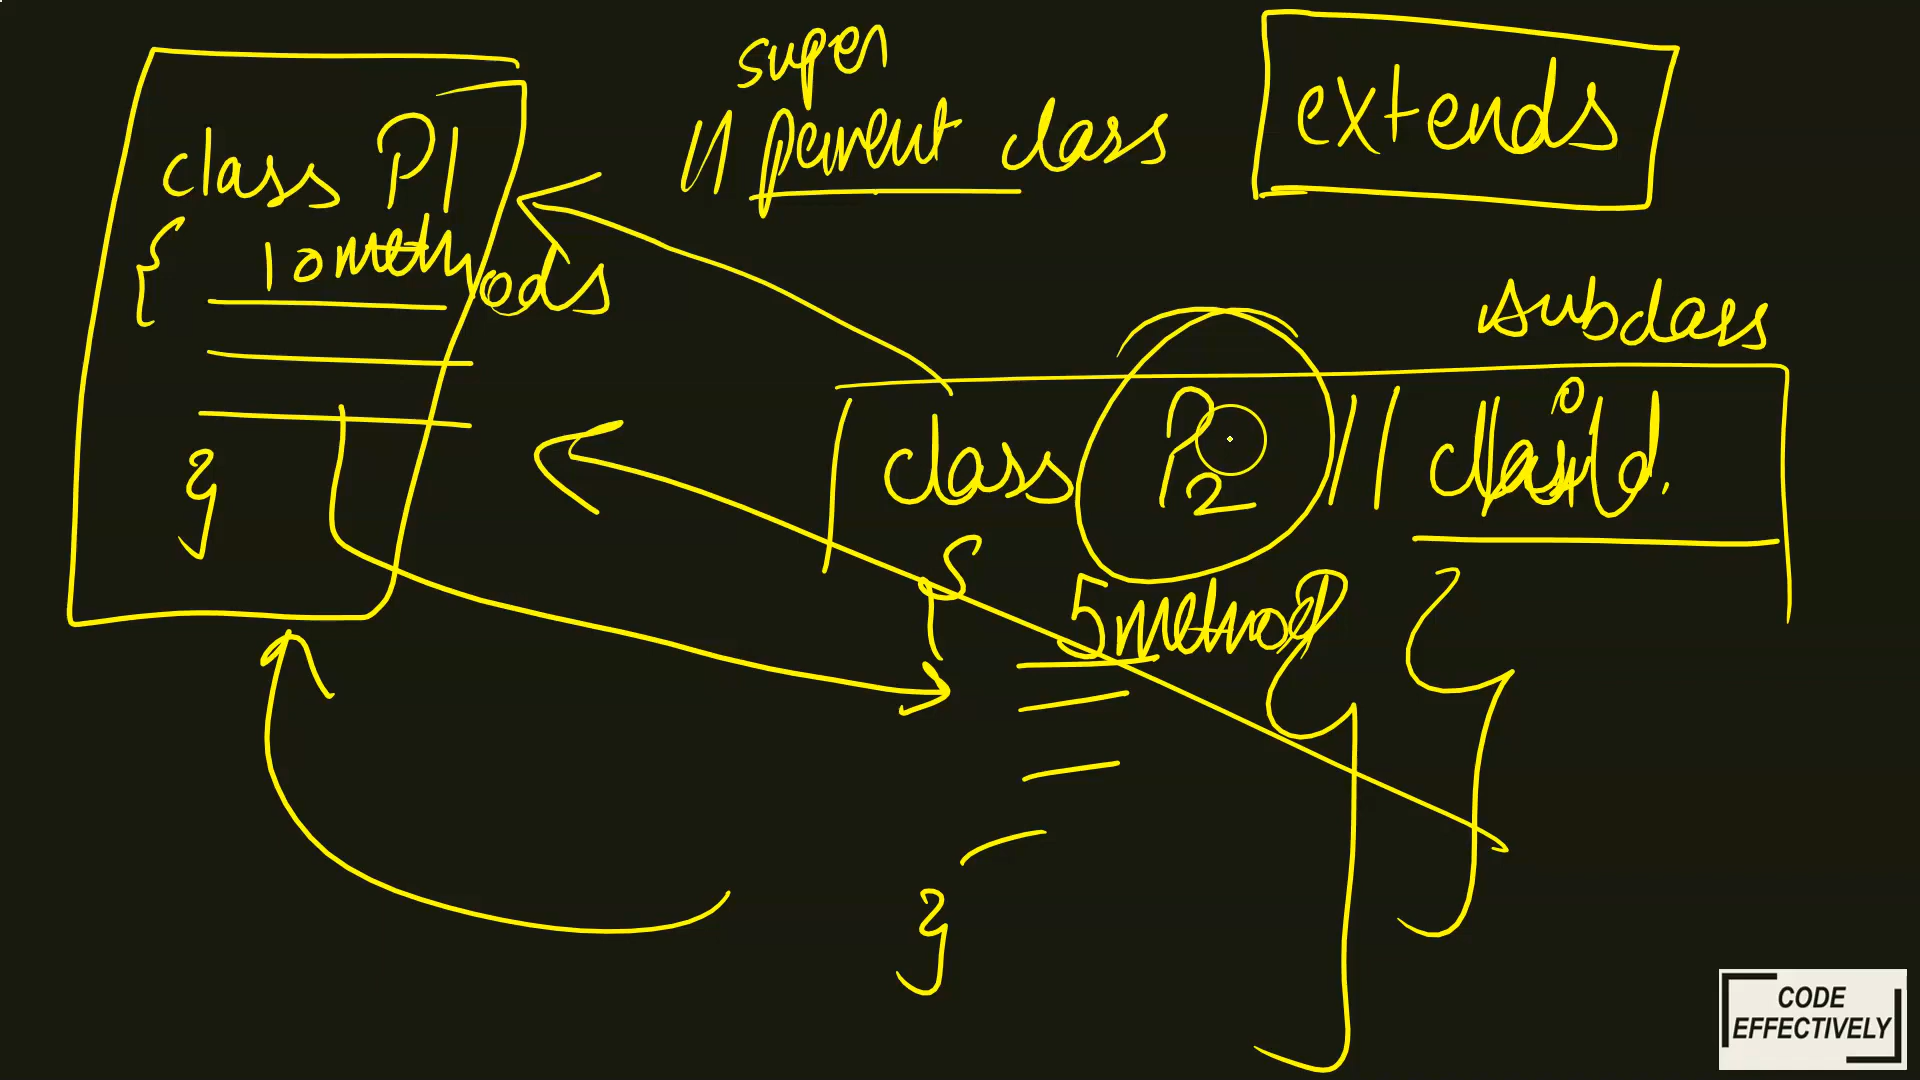 super
class P1 // parent class
extends
{ 10 methods
}
subclass
class P2 // child
{ 5 method
}
CODE
EFFECTIVELY